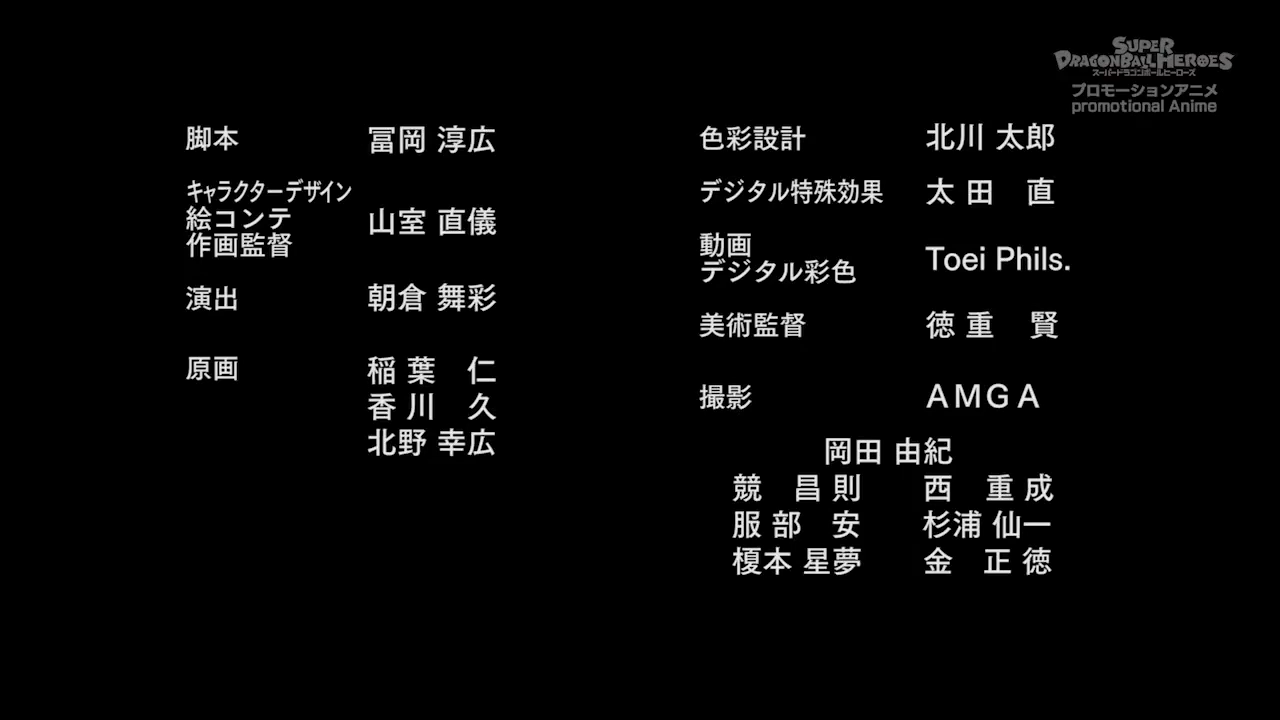 SUPER
DRAGONBALL HEROES
スーパードラゴンボールヒーローズ
プロモーションアニメ
promotional Anime
脚本 冨岡 淳広
キャラクターデザイン
絵コンテ
作画監督
山室 直儀
演出 朝倉 舞彩
原画 稲葉 仁
香川 久
北野 幸広
色彩設計 北川 太郎
デジタル特殊効果 太田 直
動画
デジタル彩色
Toei Phils.
美術監督 徳重 賢
撮影 AMGA
岡田 由紀
競 昌則 西 重成
服部 安 杉浦 仙一
榎本 星夢 金 正徳